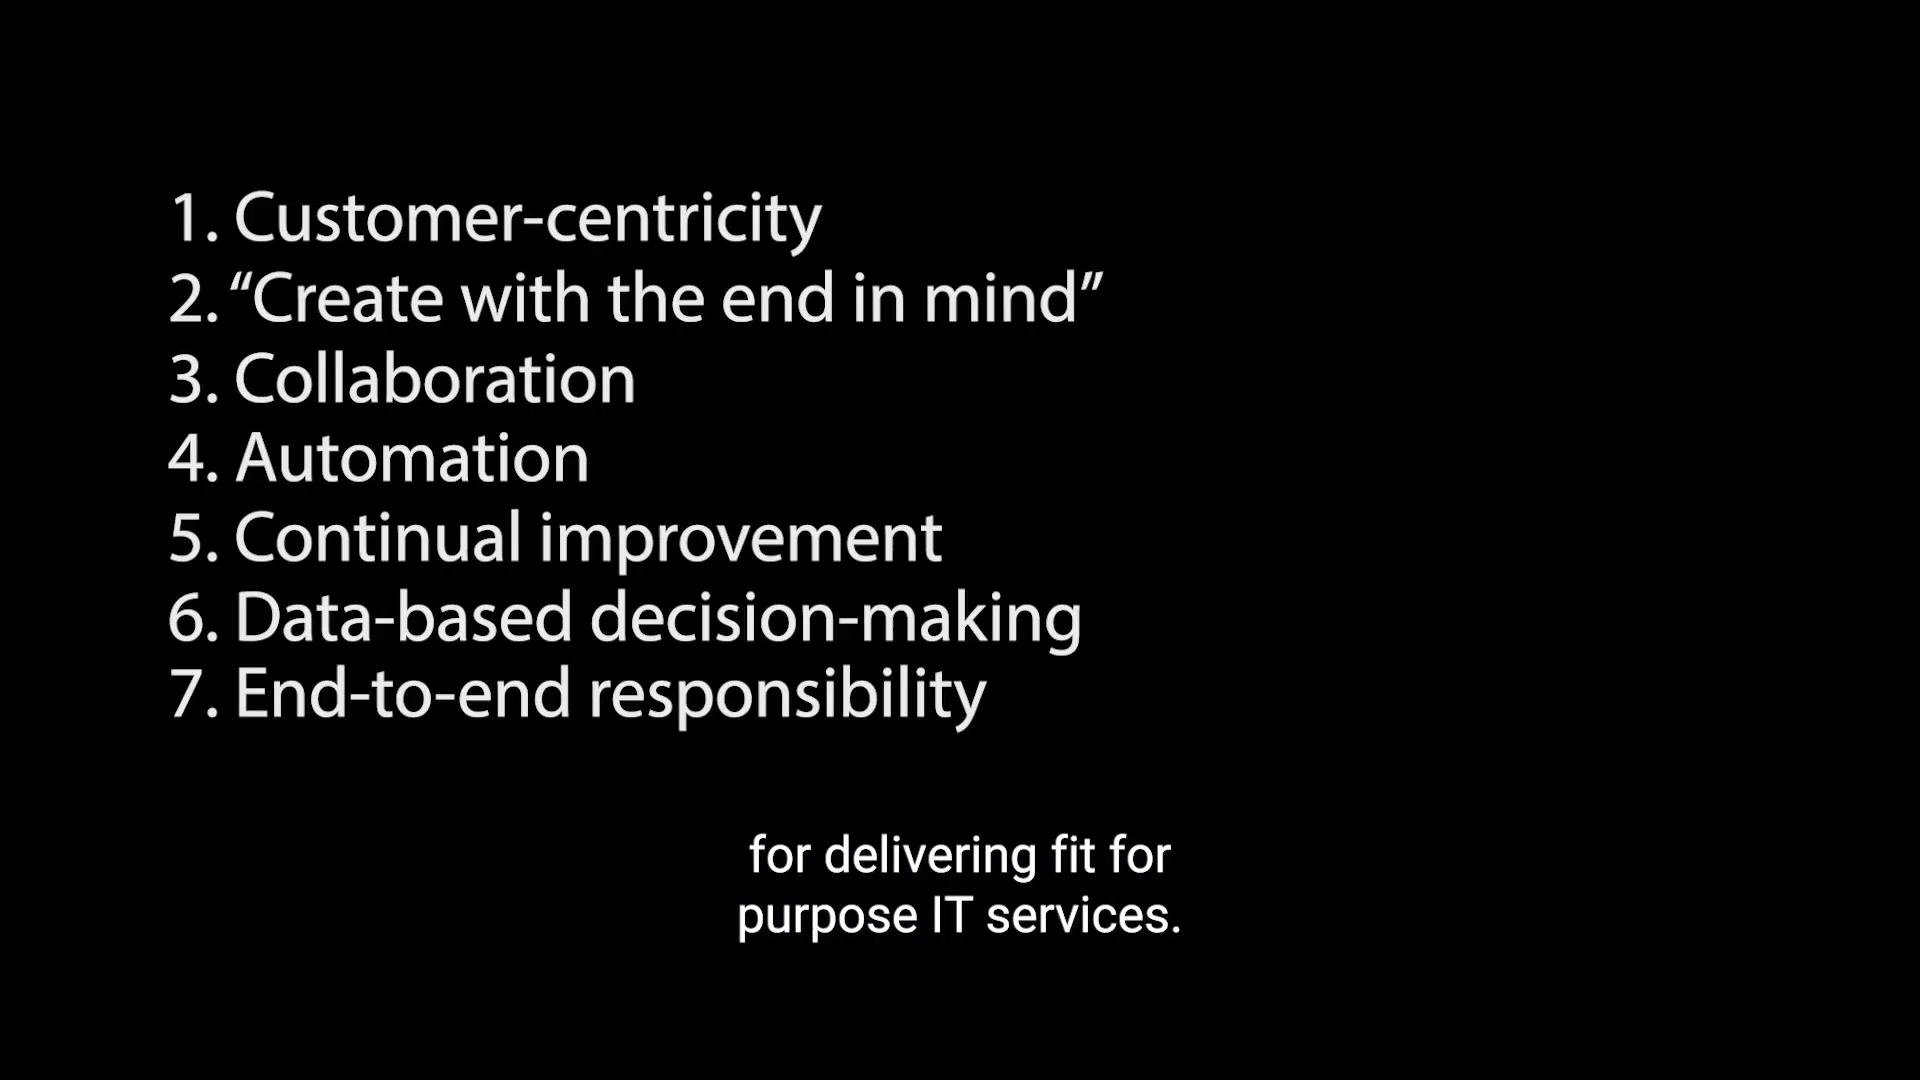 1. Customer-centricity
2. “Create with the end in mind”
3. Collaboration
4. Automation
5. Continual improvement
6. Data-based decision-making
7. End-to-end responsibility
for delivering fit for
purpose IT services.